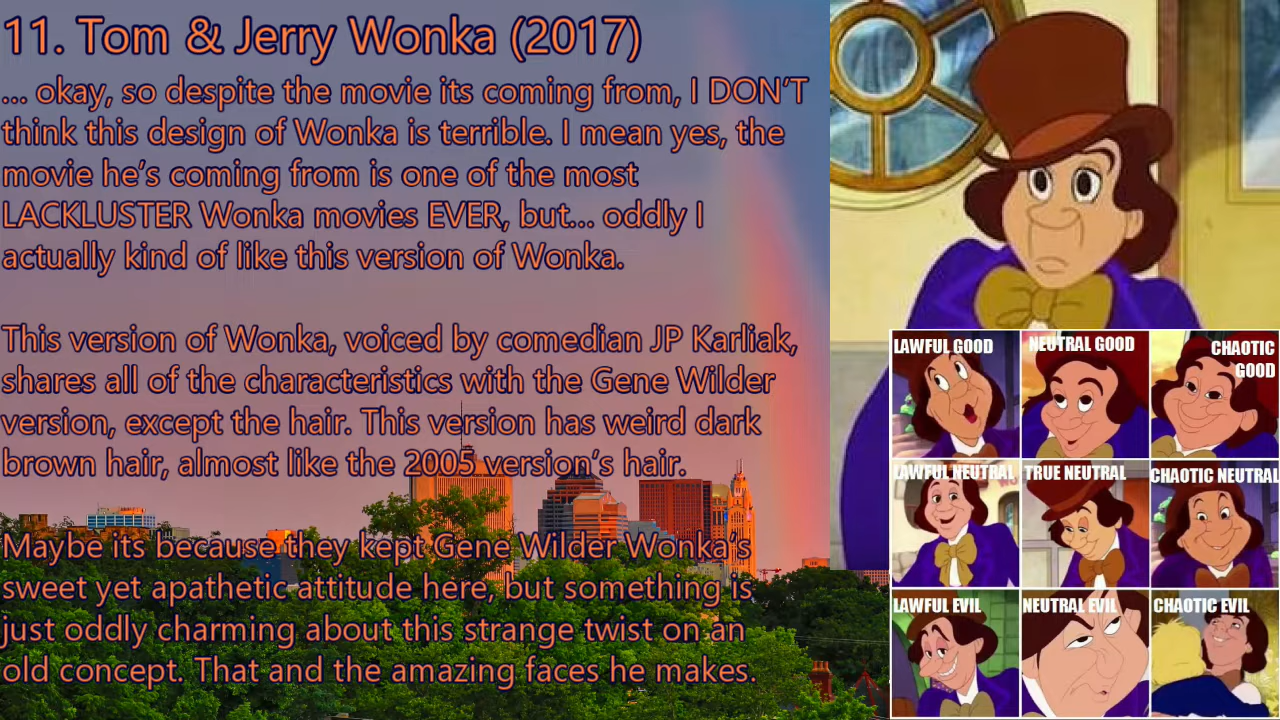 11. Tom & Jerry Wonka (2017)
... okay, so despite the movie its coming from, I DON'T
think this design of Wonka is terrible. I mean yes, the
movie he's coming from is one of the most
LACKLUSTER Wonka movies EVER, but... oddly I
actually kind of like this version of Wonka.
This version of Wonka, voiced by comedian JP Karliak,
shares all of the characteristics with the Gene Wilder
version, except the hair. This version has weird dark
brown hair, almost like the 2005 version's hair.
Maybe its because they kept Gene Wilder Wonka's
sweet yet apathetic attitude here, but something is
just oddly charming about this strange twist on an
old concept. That and the amazing faces he makes.
LAWFUL GOOD
NEUTRAL GOOD
CHAOTIC
GOOD
LAWFUL NEUTRAL
TRUE NEUTRAL
CHAOTIC NEUTRAL
LAWFUL EVIL
NEUTRAL EVIL
CHAOTIC EVIL